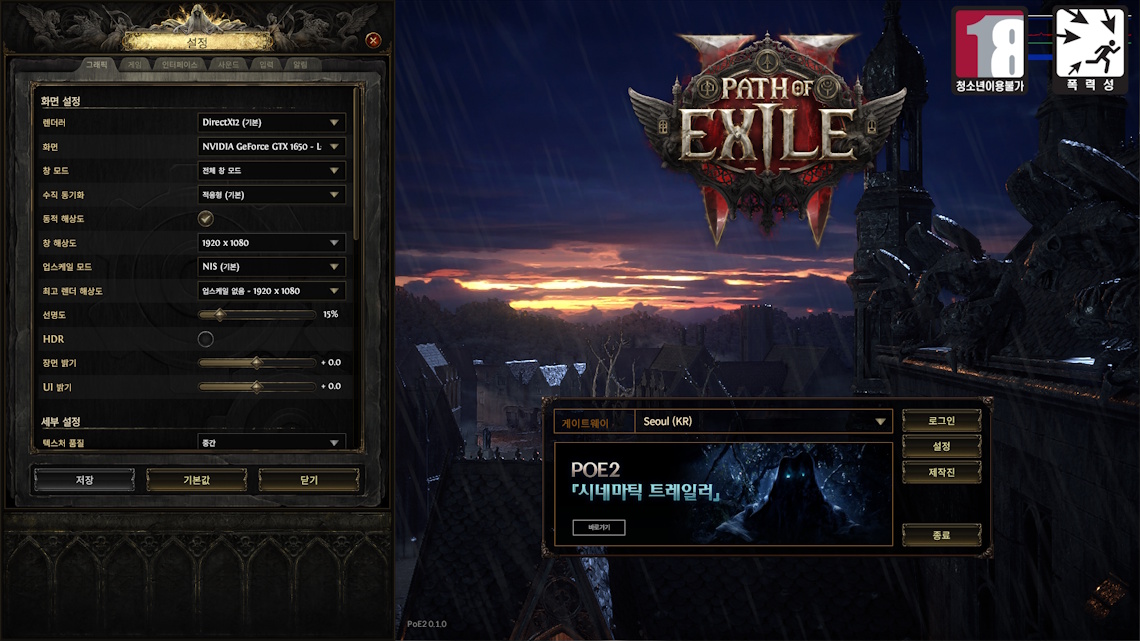 설정
그래픽 게임 인터페이스 사운드 입력 알림
화면 설정
렌더러 DirectX12 (기본)
화면 NVIDIA GeForce GTX 1650 - L
창 모드 전체 창 모드
수직 동기화 적응형 (기본)
동적 해상도
창 해상도 1920 x 1080
업스케일 모드 NIS (기본)
최고 렌더 해상도 업스케일 없음 - 1920 x 1080
선명도 15%
HDR
장면 밝기 + 0.0
UI 밝기 + 0.0
세부 설정
텍스처 품질 중간
저장 기본값 닫기
PATH OF
EXILE
18
청소년이용불가
폭력성
게이트웨이 Seoul (KR)
POE2
『시네마틱 트레일러』
바로가기
로그인
설정
제작진
종료
PoE2 0.1.0